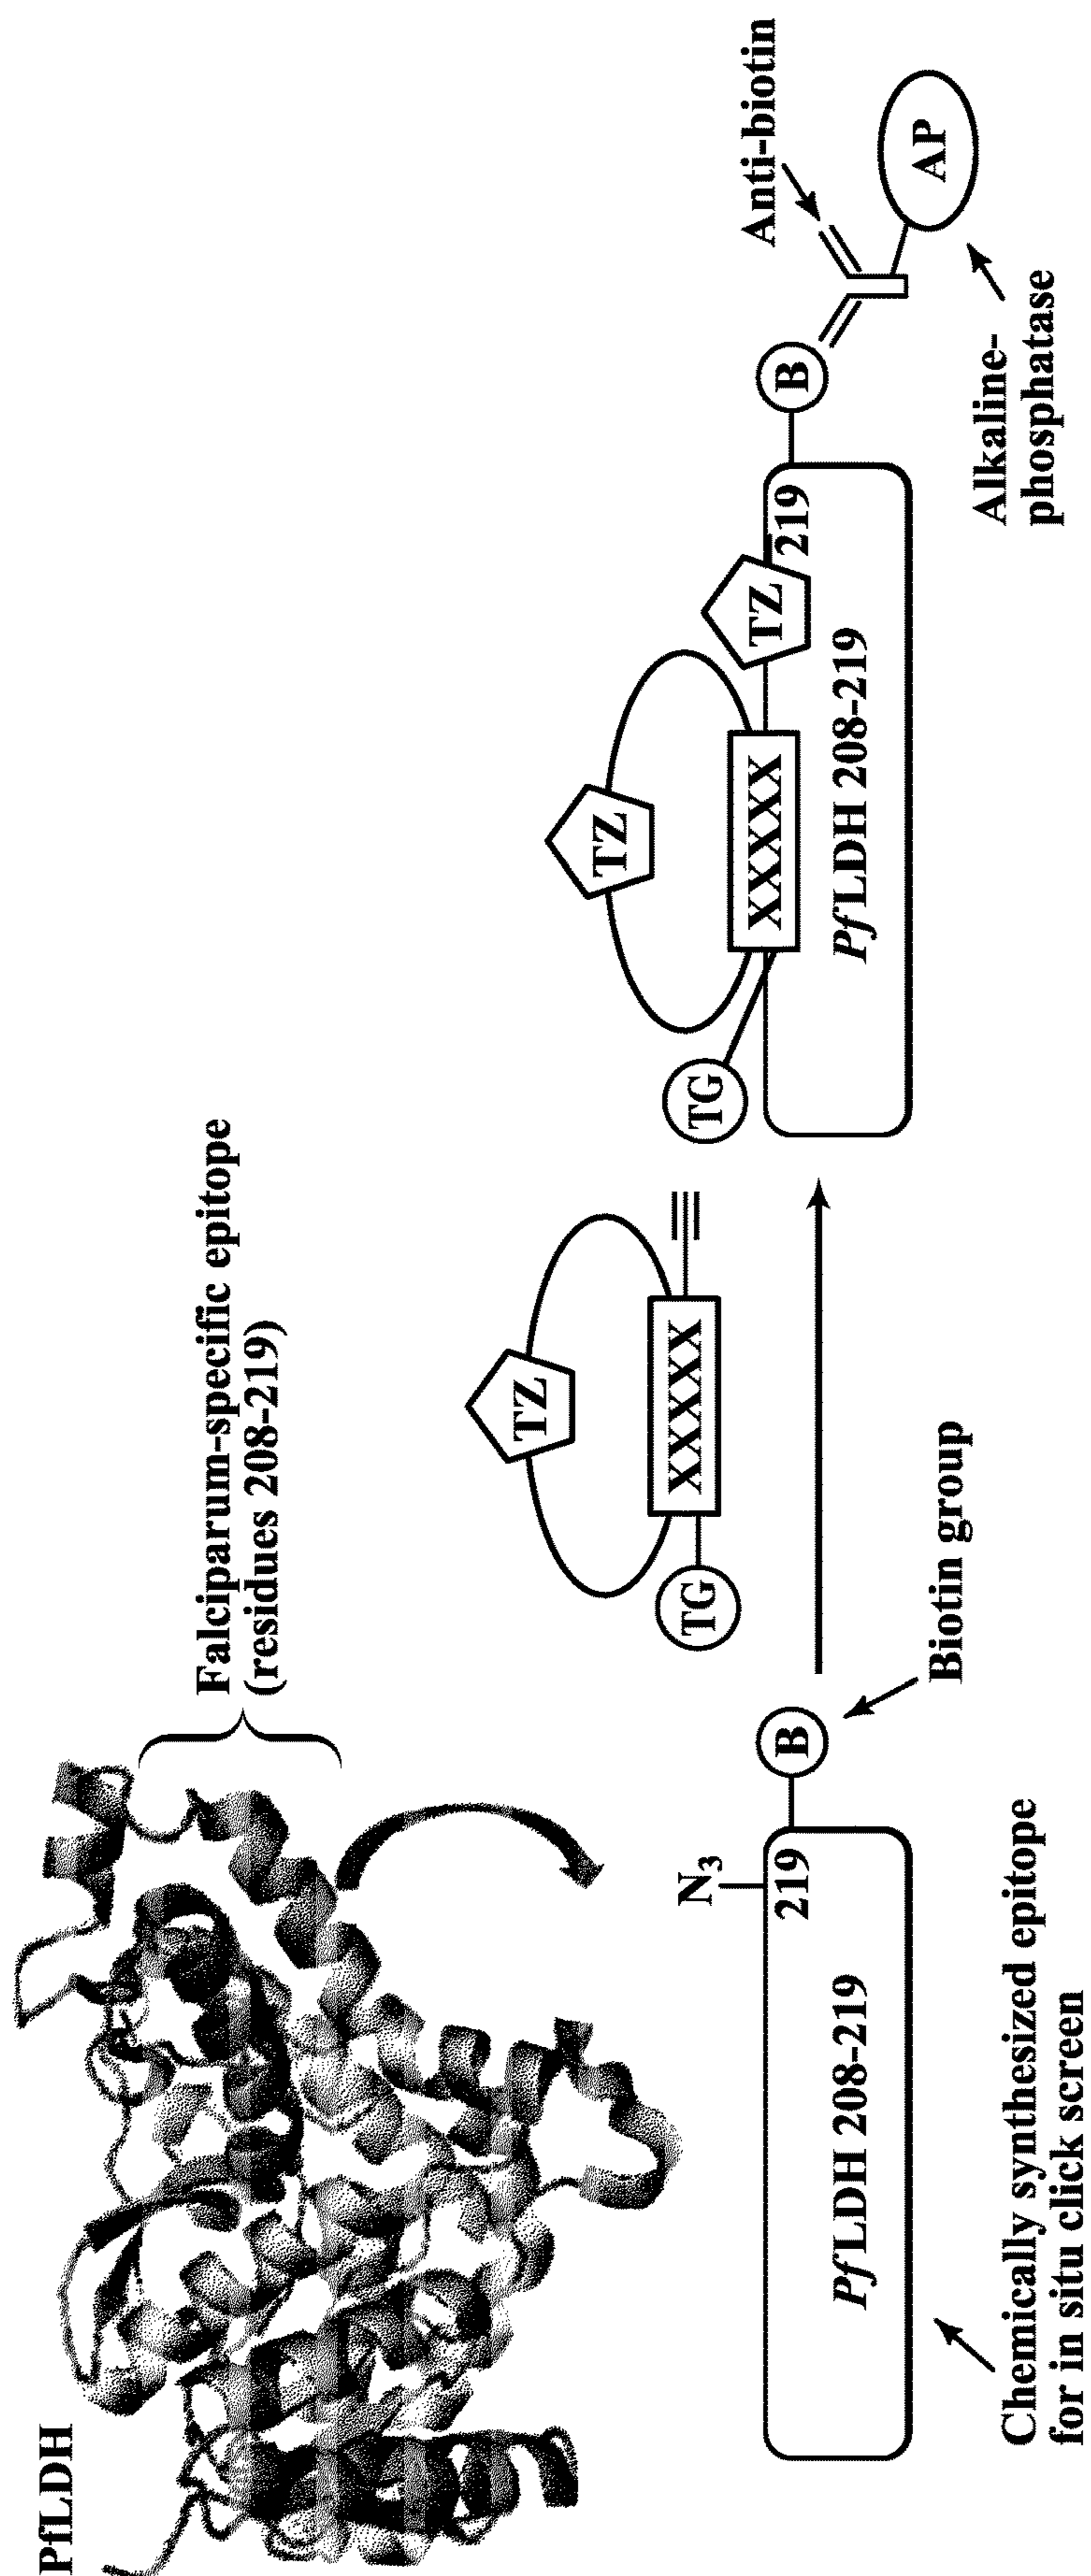 PfLDH
Falciparum-specific epitope
(residues 208-219)
N3
219
B
PfLDH 208-219
Chemically synthesized epitope
for in situ click screen
Biotin group
TZ
XXXXX
TG
TZ
XXXXX
TG
TZ
219
PfLDH 208-219
B
Anti-biotin
AP
Alkaline-
phosphatase